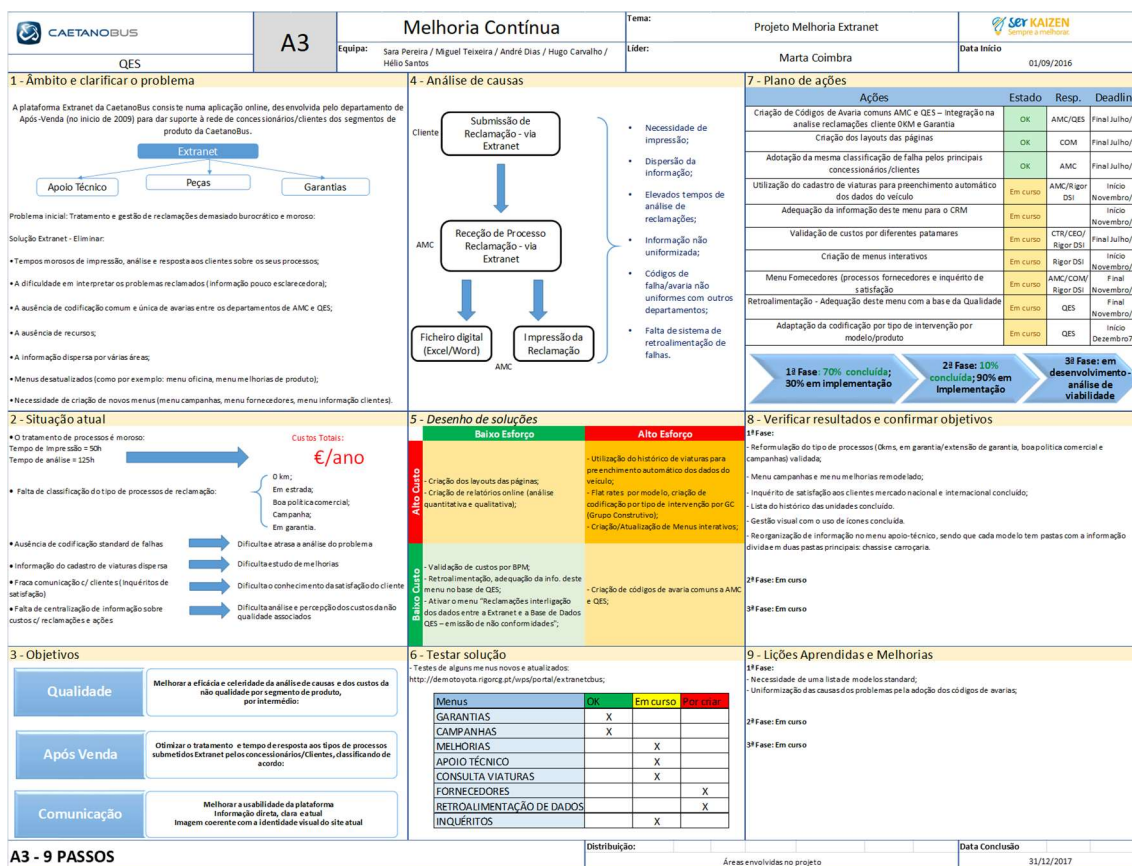 CAETANOBUS
QES
A3
Melhoria Contínua
Equipa:
Sara Pereira / Miguel Teixeira / André Dias / Hugo Carvalho /
Hélio Santos
Tema:
Projeto Melhoria Extranet
Líder:
Marta Coimbra
Ser KAIZEN
Sempre a melhorar.
Data Início
01/09/2016
1 - Âmbito e clarificar o problema
A plataforma Extranet da CaetanoBus consiste numa aplicação online, desenvolvida pelo departamento de
Após-Venda (no inicio de 2009) para dar suporte à rede de concessionários/clientes dos segmentos de
produto da CaetanoBus.
Extranet
Apoio Técnico
Peças
Garantias
Problema inicial: Tratamento e gestão de reclamações demasiado burocrático e moroso:
Solução Extranet - Eliminar:
• Tempos morosos de impressão, análise e resposta aos clientes sobre os seus processos;
• A dificuldade em interpretar os problemas reclamados (informação pouco esclarecedora);
• A ausência de codificação comum e única de avarias entre os departamentos de AMC e QES;
• A ausência de recursos;
• A informação dispersa por várias áreas;
• Menus desatualizados (como por exemplo: menu oficina, menu melhorias de produto);
• Necessidade de criação de novos menus (menu campanhas, menu fornecedores, menu informação clientes).
2 - Situação atual
• O tratamento de processos é moroso:
Tempo de Impressão = 50h
Tempo de análise = 125h
Custos Totais:
€/ano
• Falta de classificação do tipo de processos de reclamação:
0 km;
Em estrada;
Boa política comercial;
Campanha;
Em garantia.
• Ausência de codificação standard de falhas
Dificulta e atrasa a análise do problema
• Informação do cadastro de viaturas dispersa
Dificulta estudo de melhorias
• Fraca comunicação c/ clientes (Inquéritos de
satisfação)
Dificulta o conhecimento da satisfação do cliente
• Falta de centralização de informação sobre
custos c/ reclamações e ações
Dificulta análise e percepção dos custos da não
qualidade associados
3 - Objetivos
Qualidade
Melhorar a eficácia e celeridade da análise de causas e dos custos da
não qualidade por segmento de produto,
por intermédio:
Após Venda
Otimizar o tratamento e tempo de resposta aos tipos de processos
submetidos Extranet pelos concessionários/Clientes, classificando de
acordo:
Comunicação
Melhorar a usabilidade da plataforma
Informação direta, clara e atual
Imagem coerente com a identidade visual do site atual
4 - Análise de causas
Cliente
Submissão de
Reclamação - via
Extranet
AMC
Receção de Processo
Reclamação - via
Extranet
Ficheiro digital
(Excel/Word)
Impressão da
Reclamação
AMC
• Necessidade de
impressão;
• Dispersão da
informação;
• Elevados tempos de
análise de
reclamações;
• Informação não
uniformizada;
• Códigos de
falha/avaria não
uniformes com outros
departamentos;
• Falta de sistema de
retroalimentação de
falhas.
5 - Desenho de soluções
Baixo Esforço
Alto Esforço
Alto Custo
- Criação dos layouts das páginas;
- Criação de relatórios online (análise
quantitativa e qualitativa);
- Utilização do histórico de viaturas para
preenchimento automático dos dados do
veiculo;
- Flat rates por modelo, criação de
codificação por tipo de intervenção por GC
(Grupo Construtivo);
- Criação/Atualização de Menus interativos;
Baixo Custo
- Validação de custos por BPM;
- Retroalimentação, adequação da info. deste
menu no base de QES;
- Ativar o menu "Reclamações interligação
dos dados entre a Extranet e a Base de Dados
QES – emissão de não conformidades";
- Criação de códigos de avaria comuns a AMC
e QES;
6 - Testar solução
- Testes de alguns menus novos e atualizados:
http://demotoyota.rigorcg.pt/wps/portal/extranetcbus;
Menus OK Em curso Por criar
GARANTIAS X
CAMPANHAS X
MELHORIAS X
APOIO TÉCNICO X
CONSULTA VIATURAS X
FORNECEDORES X
RETROALIMENTAÇÃO DE DADOS X
INQUÉRITOS X
7 - Plano de ações
Ações Estado Resp. Deadlin
Criação de Códigos de Avaria comuns AMC e QES – Integração na
analise reclamações cliente 0KM e Garantia
OK AMC/QES Final Julho/
Criação dos layouts das páginas
OK COM Final Julho/
Adotação da mesma classificação de falha pelos principais
concessionários/clientes
OK AMC Final Julho/
Utilização do cadastro de viaturas para preenchimento automático
dos dados do veículo
Em curso AMC/Rigor DSI Início Novembro/
Adequação da informação deste menu para o CRM
Em curso Início Novembro/
Validação de custos por diferentes patamares
Em curso CTR/CEO/ Rigor DSI Final Julho/
Criação de menus interativos
Em curso Rigor DSI Início Novembro/
Menu Fornecedores (processos fornecedores e inquérito de
satisfação
Em curso AMC/COM/ Rigor DSI Final Novembro/
Retroalimentação - Adequação deste menu com a base da Qualidade
Em curso QES Final Novembro/
Adaptação da codificação por tipo de intervenção por
modelo/produto
Em curso QES Início Dezembro7
1ª Fase: 70% concluída;
30% em implementação
2ª Fase: 10%
concluída; 90% em
Implementação
3ª Fase: em
desenvolvimento-
análise de
viabilidade
8 - Verificar resultados e confirmar objetivos
1ª Fase:
- Reformulação do tipo de processos (0kms, em garantia/extensão de garantia, boa política comercial e
campanhas) validada;
- Menu campanhas e menu melhorias remodelado;
- Inquérito de satisfação aos clientes mercado nacional e internacional concluído;
- Lista do histórico das unidades concluído.
- Gestão visual com o uso de ícones concluída.
- Reorganização de informação no menu apoio-técnico, sendo que cada modelo tem pastas com a informação
dividea em duas pastas principais: chassis e carroçaria.
2ª Fase: Em curso
3ª Fase: Em curso
9 - Lições Aprendidas e Melhorias
1ª Fase:
- Necessidade de uma lista de modelos standard;
- Uniformização das causas dos problemas pela adoção dos códigos de avarias;
2ª Fase: Em curso
3ª Fase: Em curso
A3 - 9 PASSOS
Distribuição:
Áreas envolvidas no projeto
Data Conclusão
31/12/2017